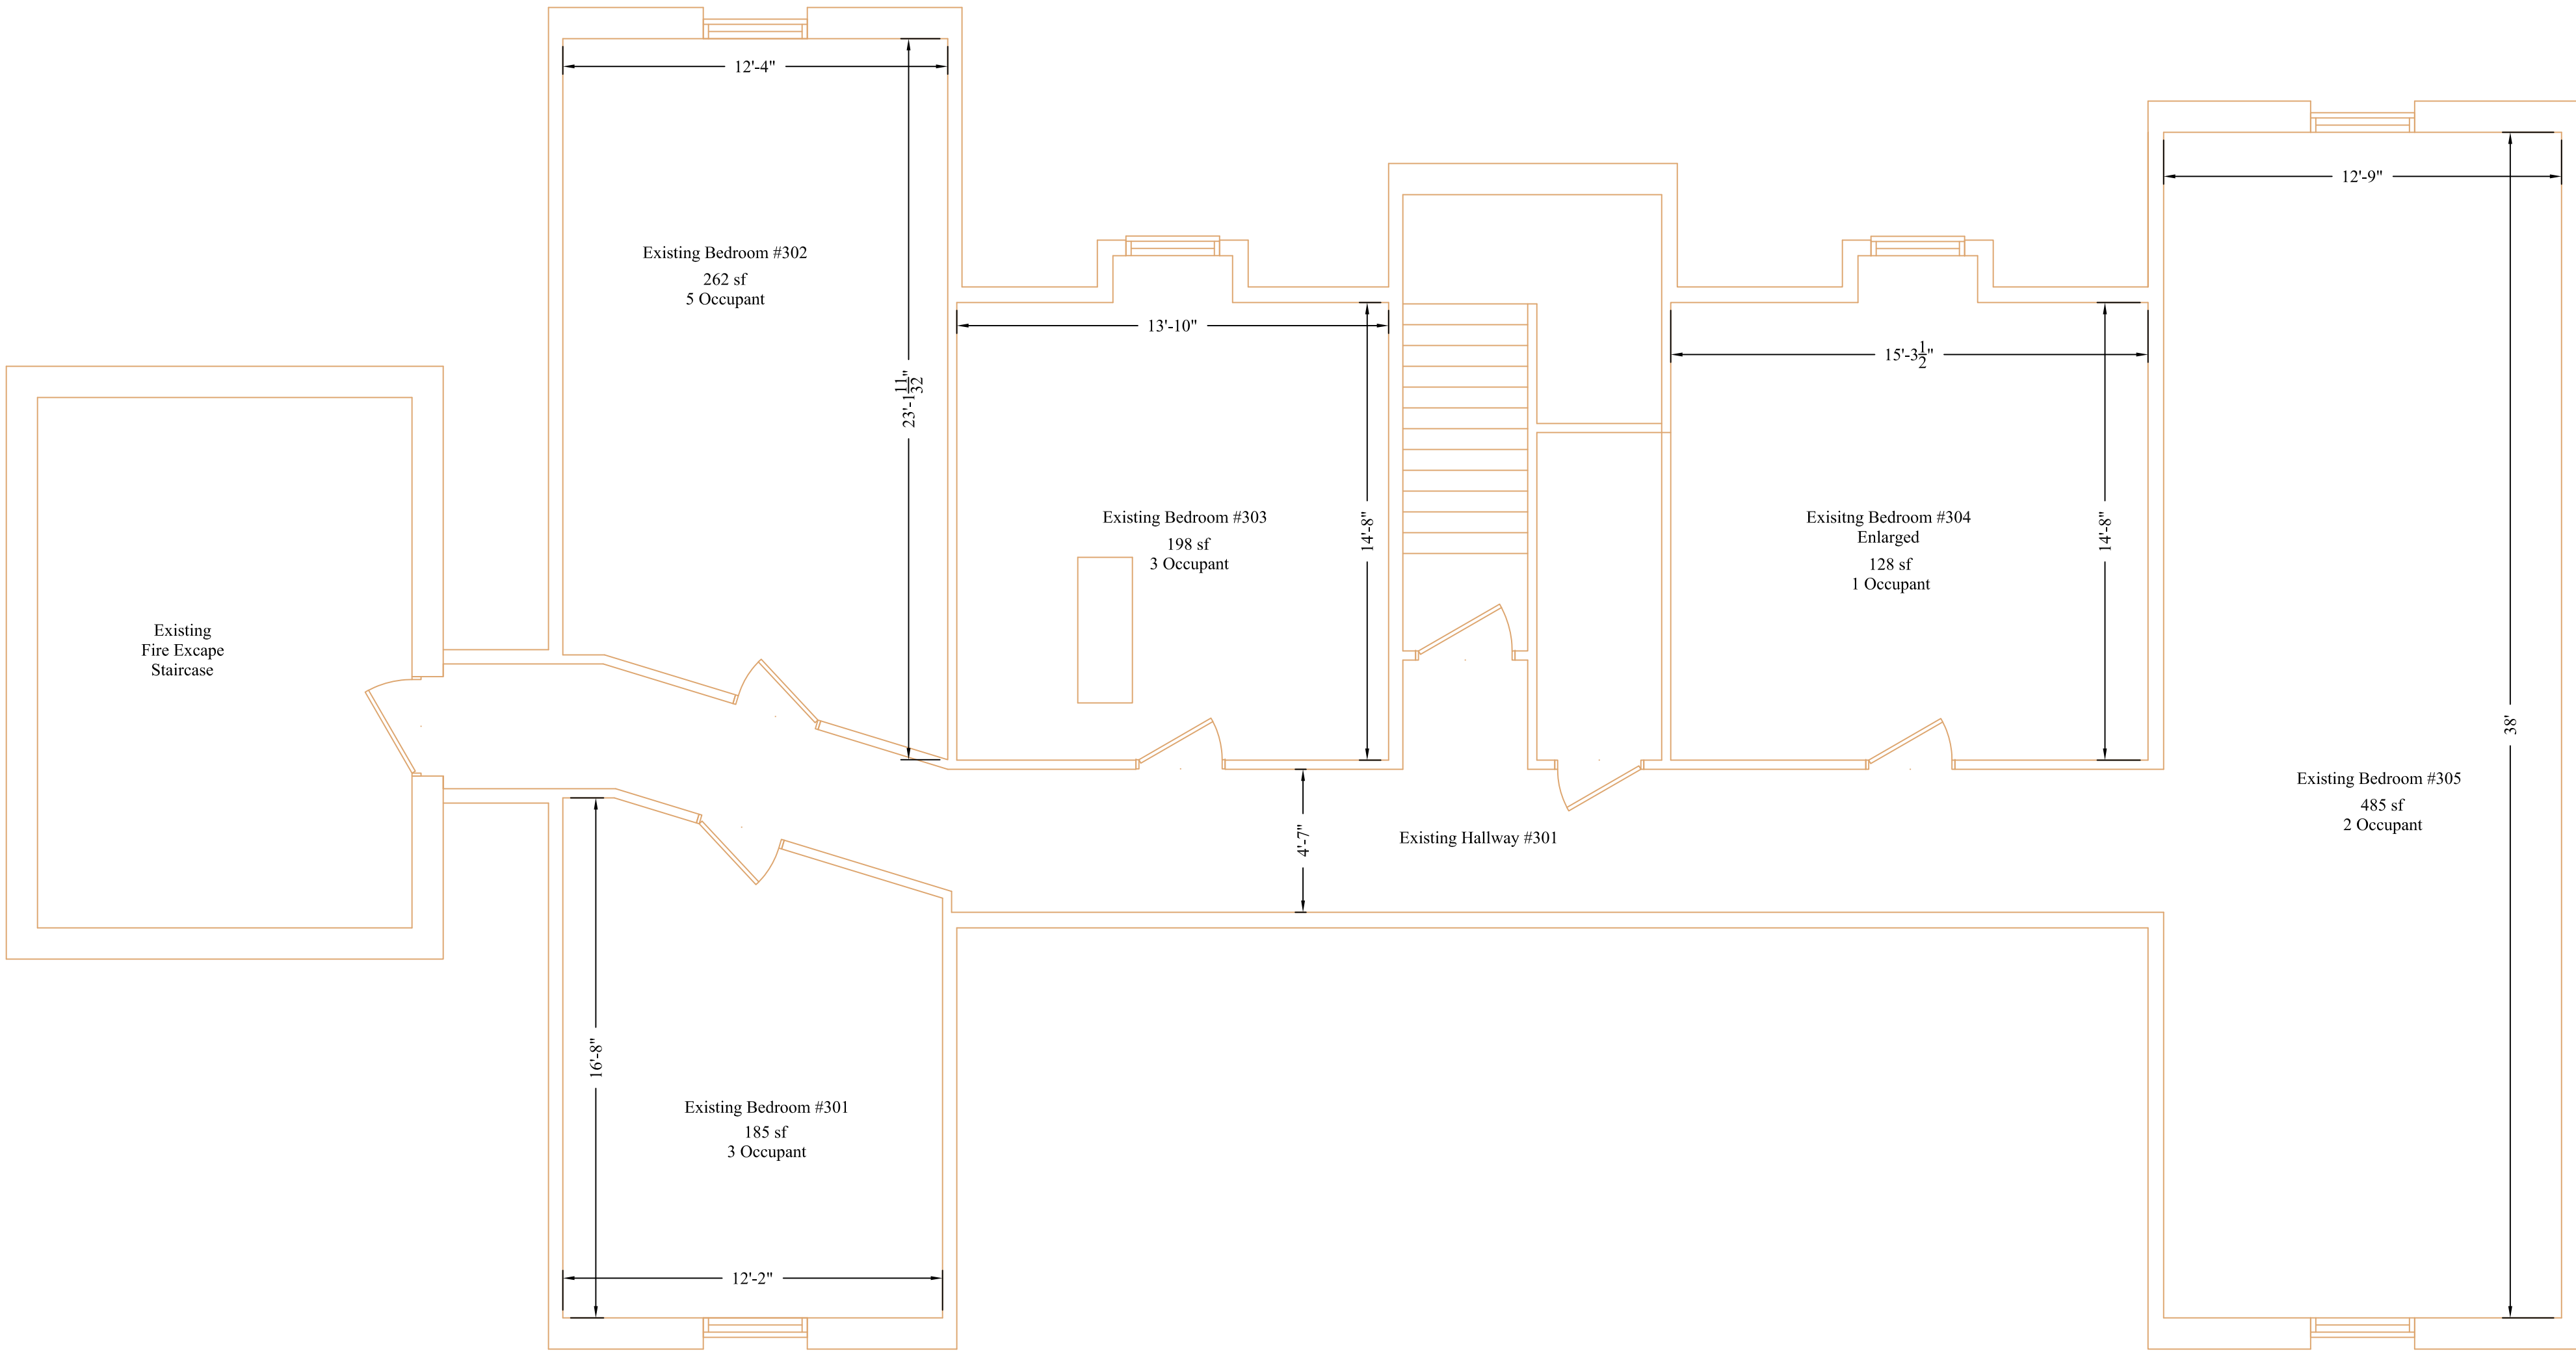 12'-4"
12'-9"
Existing Bedroom #302
262 sf
5 Occupant
13'-10"
15'-3 1/2"
23'-1 11/32"
Existing Bedroom #303
198 sf
3 Occupant
14'-8"
Exisitng Bedroom #304
Enlarged
128 sf
1 Occupant
14'-8"
Existing
Fire Excape
Staircase
38'
Existing Bedroom #305
485 sf
2 Occupant
4'-7"
Existing Hallway #301
16'-8"
Existing Bedroom #301
185 sf
3 Occupant
12'-2"